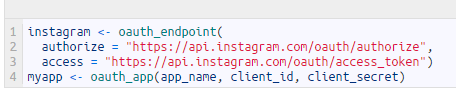 1 instagram <- oauth_endpoint(
2   authorize = "https://api.instagram.com/oauth/authorize",
3   access = "https://api.instagram.com/oauth/access_token")
4 myapp <- oauth_app(app_name, client_id, client_secret)